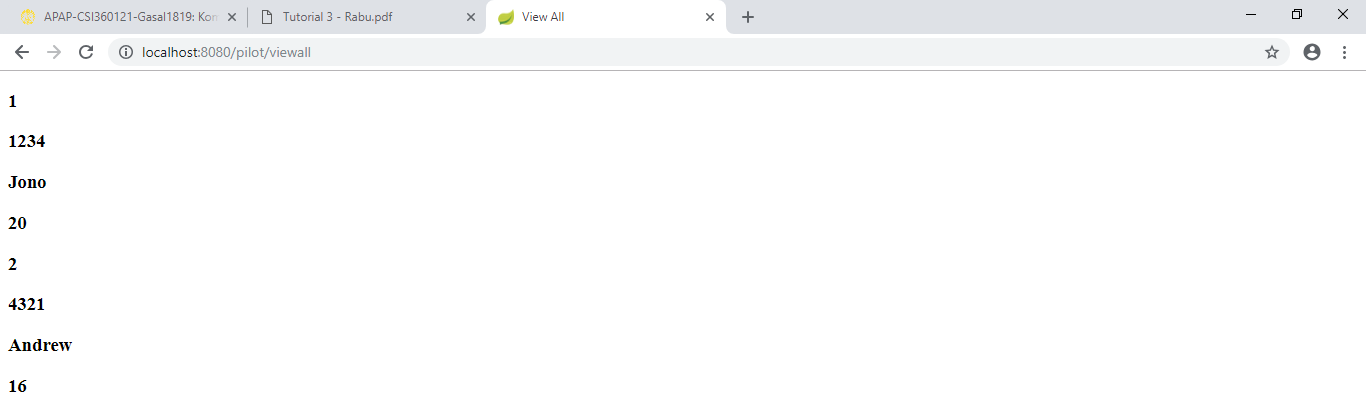 APAP-CSI360121-Gasal1819: Kom
Tutorial 3 - Rabu.pdf
View All
localhost:8080/pilot/viewall
1
1234
Jono
20
2
4321
Andrew
16